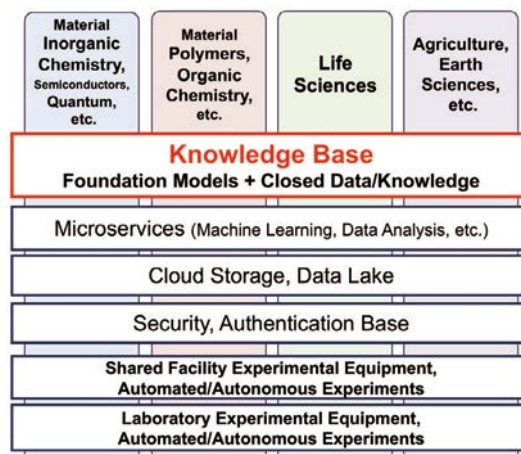 Material
Inorganic
Chemistry,
Semiconductors,
Quantum,
etc.
Material
Polymers,
Organic
Chemistry,
etc.
Life
Sciences
Agriculture,
Earth
Sciences,
etc.
Knowledge Base
Foundation Models + Closed Data/Knowledge
Microservices (Machine Learning, Data Analysis, etc.)
Cloud Storage, Data Lake
Security, Authentication Base
Shared Facility Experimental Equipment,
Automated/Autonomous Experiments
Laboratory Experimental Equipment,
Automated/Autonomous Experiments